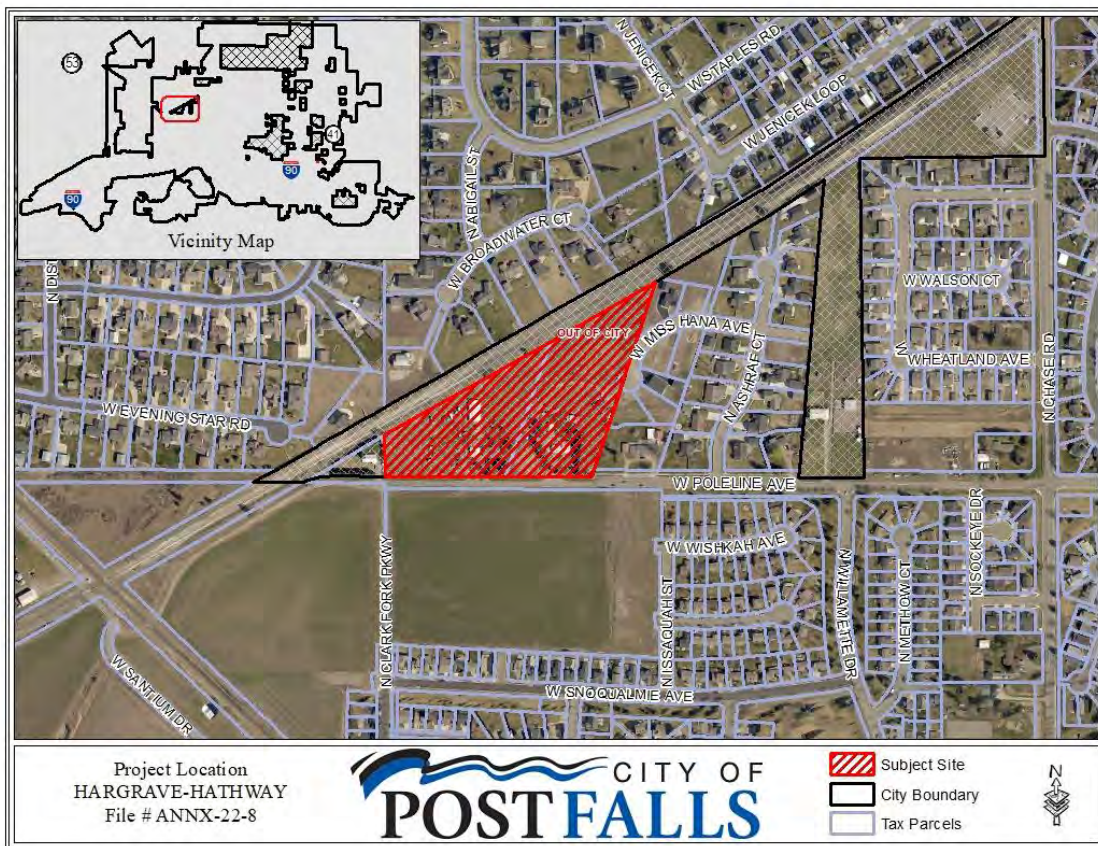 53
41
90
90
Vicinity Map
N JENICEK CT
W STAPLES RD
W JENICEK LOOP
N ABIGAIL ST
W BROADWATER CT
N DIST
OUT OF CITY
W MISS HANA AVE
N ASHRAF CT
W WALSON CT
W HEATLAND AVE
N CHASE RD
W EVENING STAR RD
W POLELINE AVE
N CLARK FORK PKWY
W WISHKAH AVE
N ISSAQUAH ST
N WILLAMETTE DR
N METHOW CT
N SOCKEYE DR
W SNOQUALMIE AVE
W SANTIUM DR
Project Location
HARGRAVE-HATHWAY
File # ANNX-22-8
CITY OF
POST FALLS
Subject Site
City Boundary
Tax Parcels
N